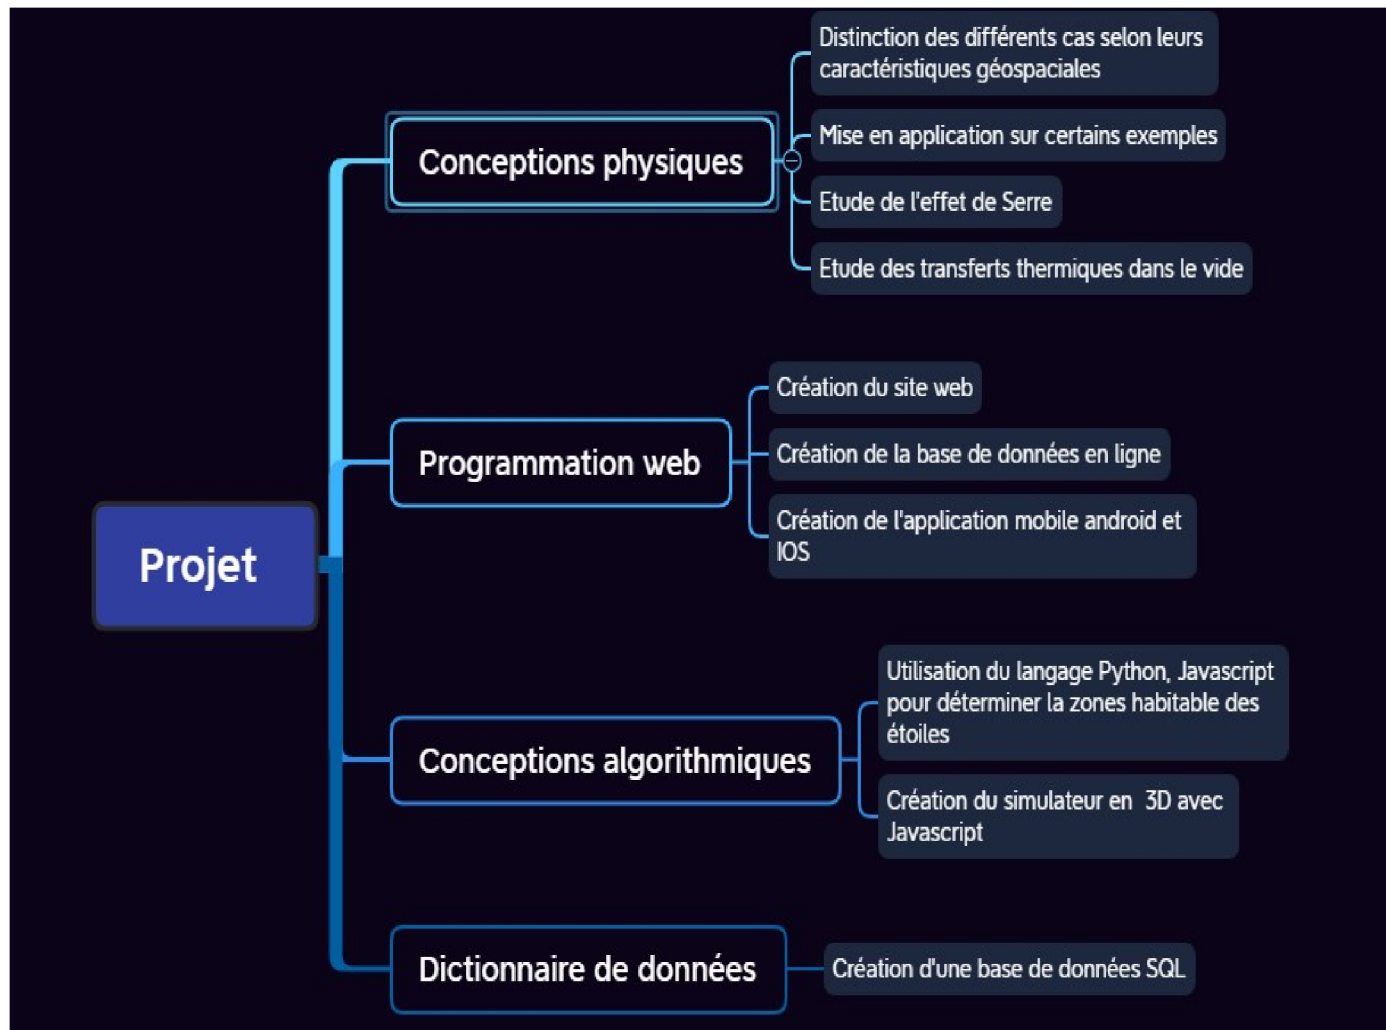 Projet
Conceptions physiques
Distinction des différents cas selon leurs
caractéristiques géospaciales
Mise en application sur certains exemples
Etude de l'effet de Serre
Etude des transferts thermiques dans le vide
Programmation web
Création du site web
Création de la base de données en ligne
Création de l'application mobile android et
IOS
Conceptions algorithmiques
Utilisation du langage Python, Javascript
pour déterminer la zones habitable des
étoiles
Création du simulateur en 3D avec
Javascript
Dictionnaire de données
Création d'une base de données SQL